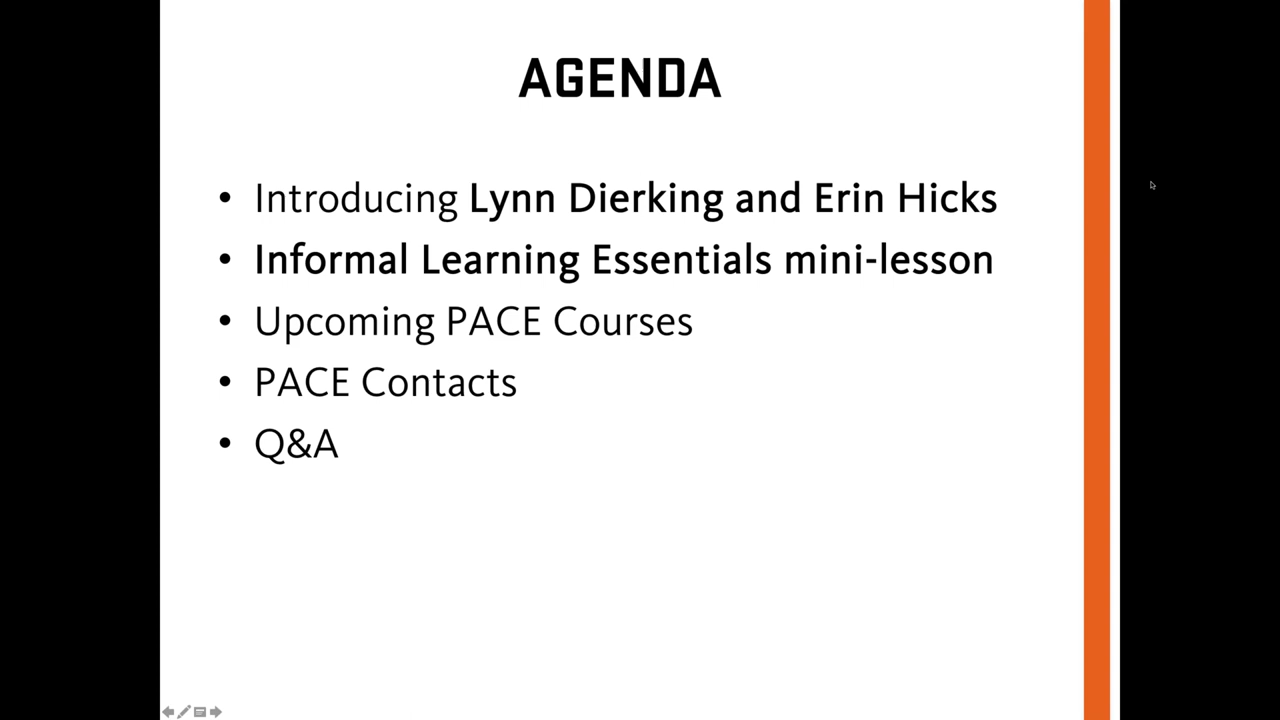 AGENDA
• Introducing Lynn Dierking and Erin Hicks
• Informal Learning Essentials mini-lesson
• Upcoming PACE Courses
• PACE Contacts
• Q&A